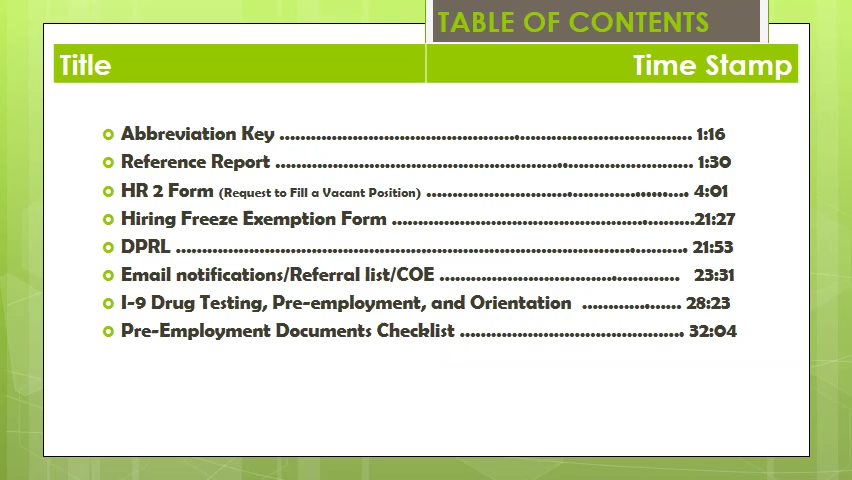 TABLE OF CONTENTS
Title Time Stamp
Abbreviation Key ................................................................................ 1:16
Reference Report ................................................................................ 1:30
HR 2 Form (Request to Fill a Vacant Position) .................................................. 4:01
Hiring Freeze Exemption Form ..........................................................21:27
DPRL ................................................................................................... 21:53
Email notifications/Referral list/COE .............................................. 23:31
I-9 Drug Testing, Pre-employment, and Orientation ................... 28:23
Pre-Employment Documents Checklist ........................................... 32:04